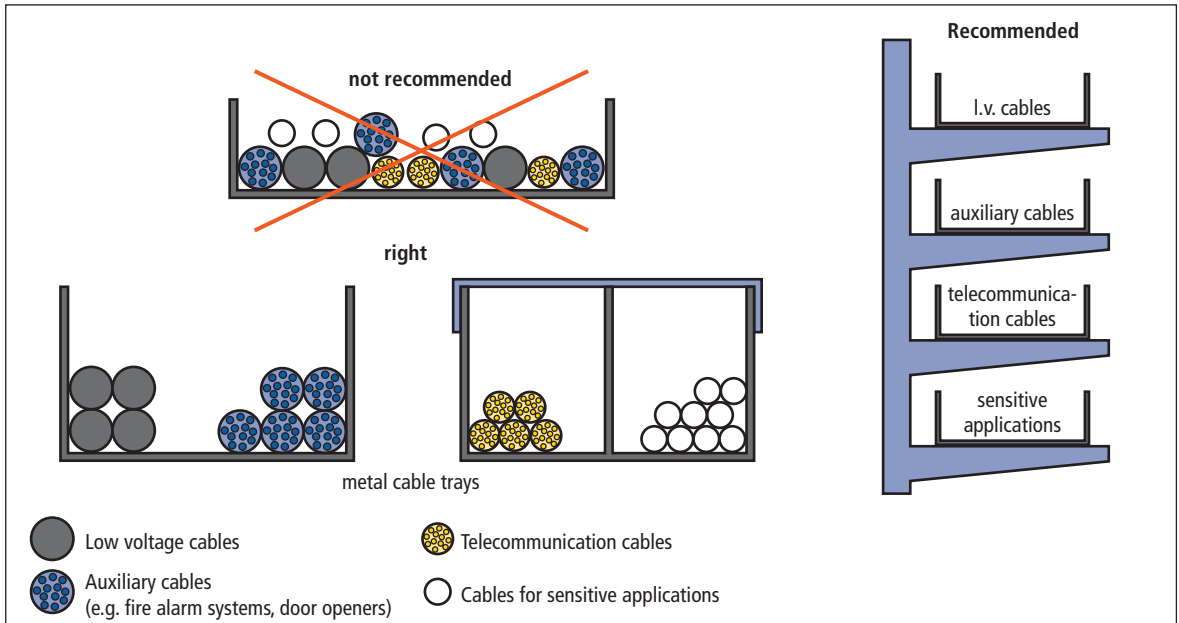 not recommended
right
metal cable trays
Recommended
l.v. cables
auxiliary cables
telecommunica-
tion cables
sensitive
applications
Low voltage cables
Auxiliary cables
(e.g. fire alarm systems, door openers)
Telecommunication cables
Cables for sensitive applications